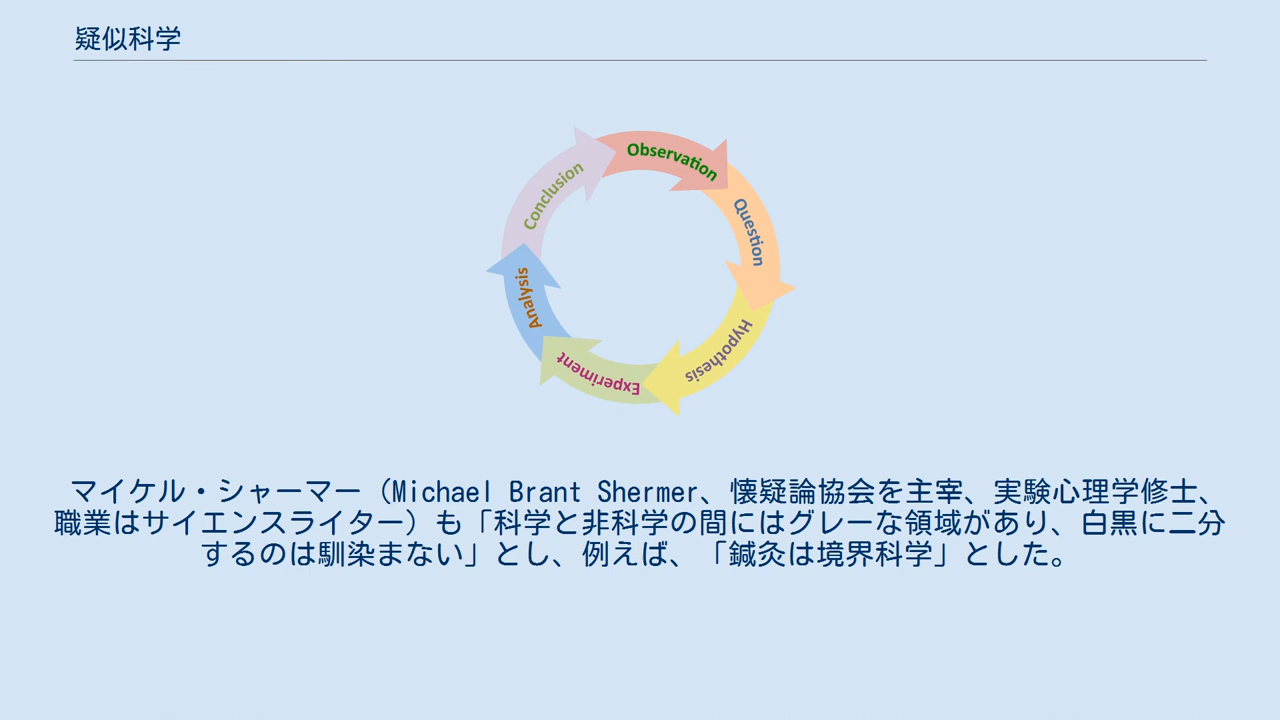 疑似科学
Observation
Question
Hypothesis
Experiment
Analysis
Conclusion
マイケル・シャーマー（Michael Brant Shermer、懐疑論協会を主宰、実験心理学修士、
職業はサイエンスライター）も「科学と非科学の間にはグレーな領域があり、白黒に二分
するのは馴染まない」とし、例えば、「鍼灸は境界科学」とした。